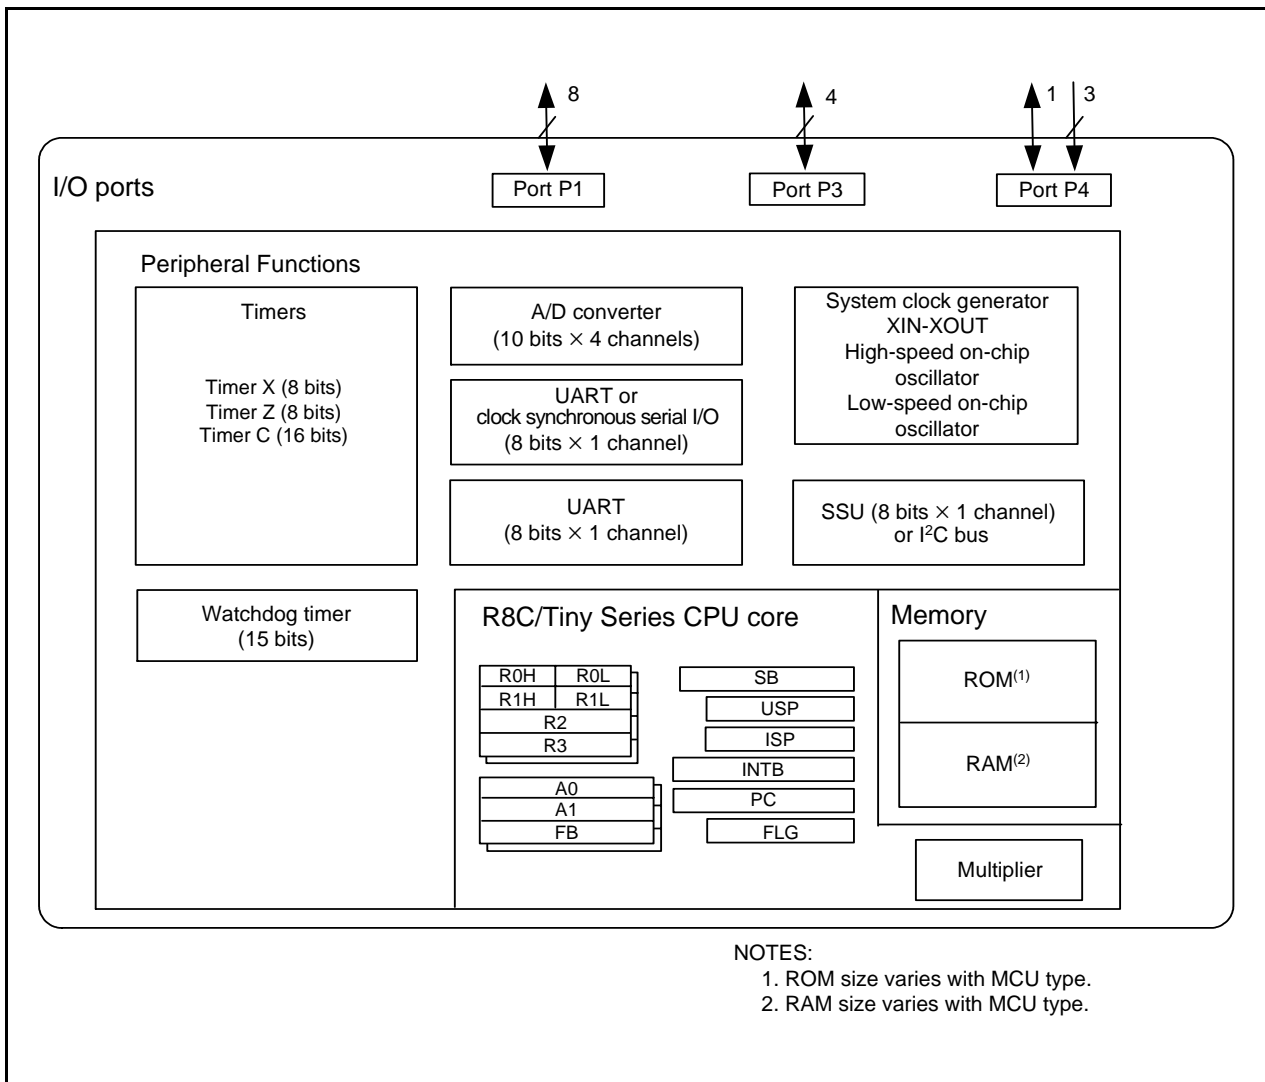 8
4
1
3
I/O ports
Port P1
Port P3
Port P4
Peripheral Functions
Timers
Timer X (8 bits)
Timer Z (8 bits)
Timer C (16 bits)
A/D converter
(10 bits × 4 channels)
UART or
clock synchronous serial I/O
(8 bits × 1 channel)
UART
(8 bits × 1 channel)
System clock generator
XIN-XOUT
High-speed on-chip
oscillator
Low-speed on-chip
oscillator
SSU (8 bits × 1 channel)
or I²C bus
Watchdog timer
(15 bits)
R8C/Tiny Series CPU core
R0H
R0L
R1H
R1L
R2
R3
A0
A1
FB
SB
USP
ISP
INTB
PC
FLG
Memory
ROM(1)
RAM(2)
Multiplier
NOTES:
1. ROM size varies with MCU type.
2. RAM size varies with MCU type.